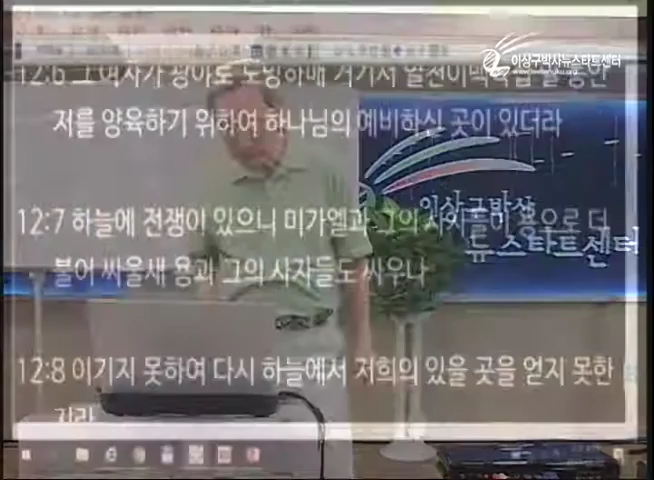 이상구박사뉴스타트센터
12:6 그 여자가 광야로 도망하매 거기서 일천이백육십일 동안
저를 양육하기 위하여 하나님의 예비하신 곳이 있더라
12:7 하늘에 전쟁이 있으니 미가엘과 그의 사자들이 용으로 더
불어 싸울새 용과 그의 사자들도 싸우나
12:8 이기지 못하여 다시 하늘에서 저희의 있을 곳을 얻지 못한
지라
이상구박사
뉴스타트센터